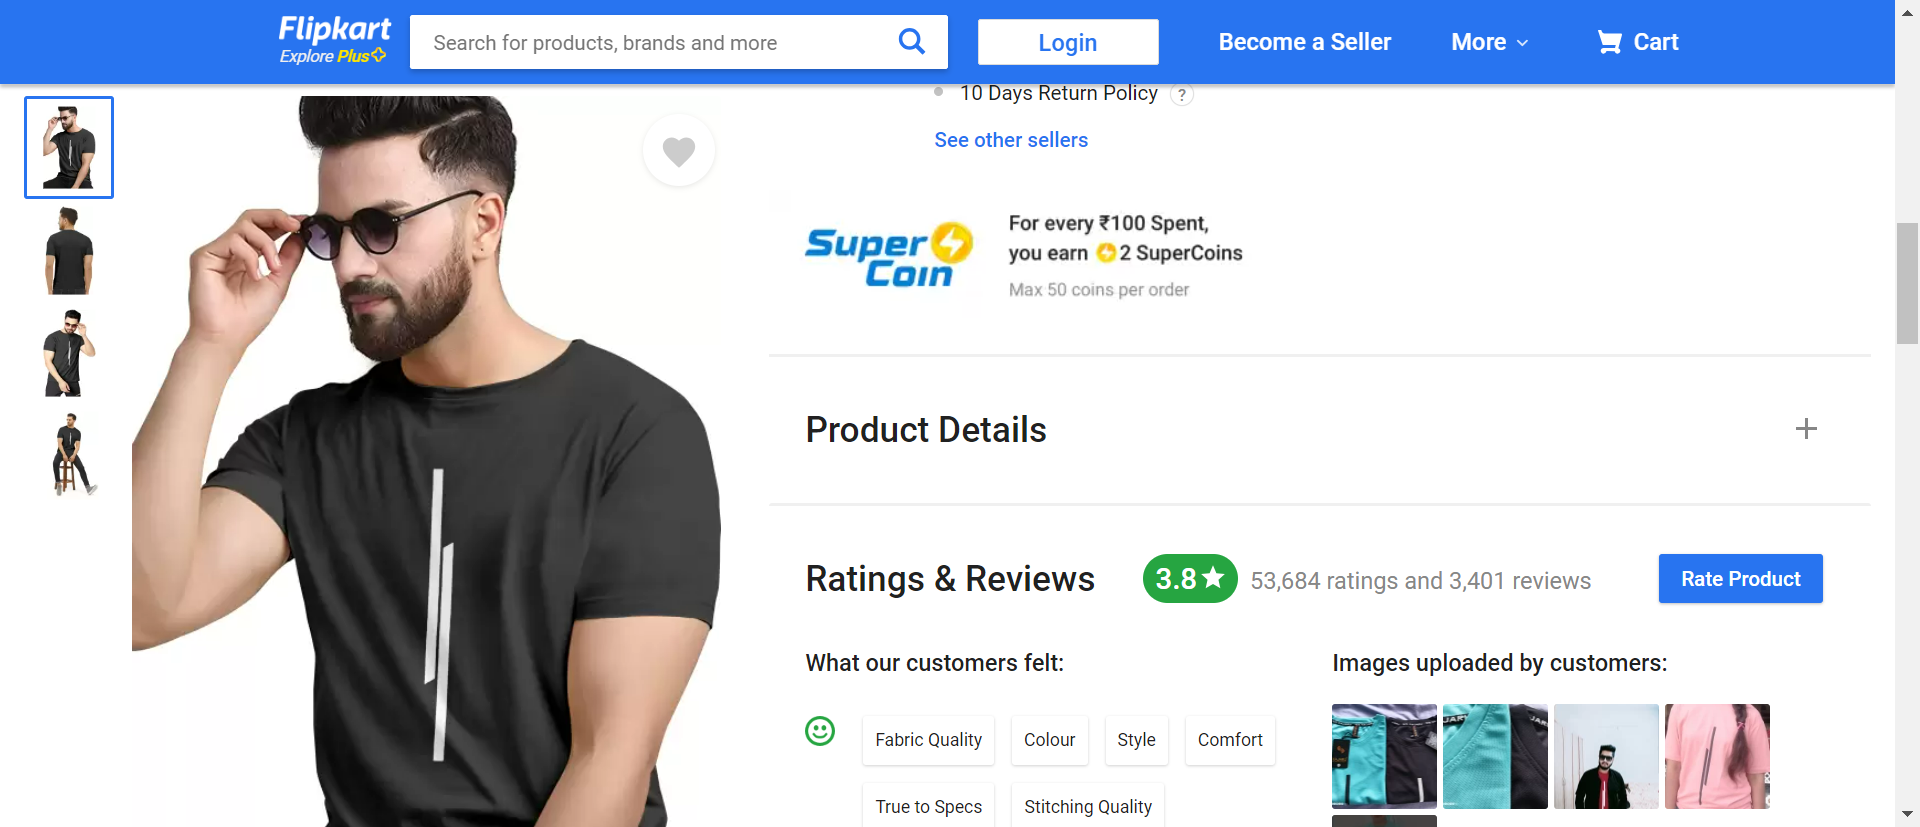 Flipkart
Explore Plus
Search for products, brands and more
Login
Become a Seller
More
Cart
10 Days Return Policy
?
See other sellers
Super Coin
For every ₹100 Spent,
you earn 2 SuperCoins
Max 50 coins per order
Product Details
Ratings & Reviews
3.8
53,684 ratings and 3,401 reviews
Rate Product
What our customers felt:
Images uploaded by customers:
Fabric Quality
Colour
Style
Comfort
True to Specs
Stitching Quality